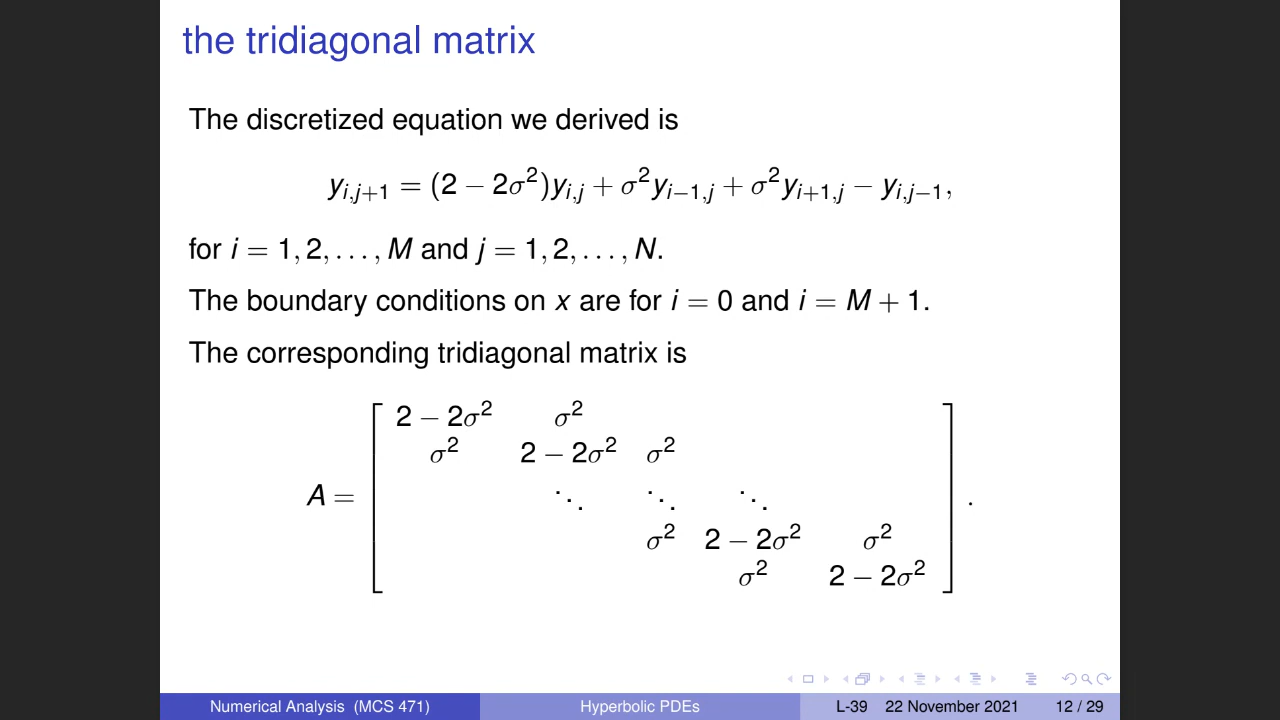 the tridiagonal matrix
The discretized equation we derived is
y_{i,j+1} = (2 − 2σ²)y_{i,j} + σ²y_{i−1,j} + σ²y_{i+1,j} − y_{i,j−1},
for i = 1, 2, . . . , M and j = 1, 2, . . . , N.
The boundary conditions on x are for i = 0 and i = M + 1.
The corresponding tridiagonal matrix is
2 − 2σ² σ²
σ² 2 − 2σ² σ²
A = ⋱ ⋱ ⋱ .
σ² 2 − 2σ² σ²
σ² 2 − 2σ²
Numerical Analysis (MCS 471) Hyperbolic PDEs L-39 22 November 2021 12 / 29